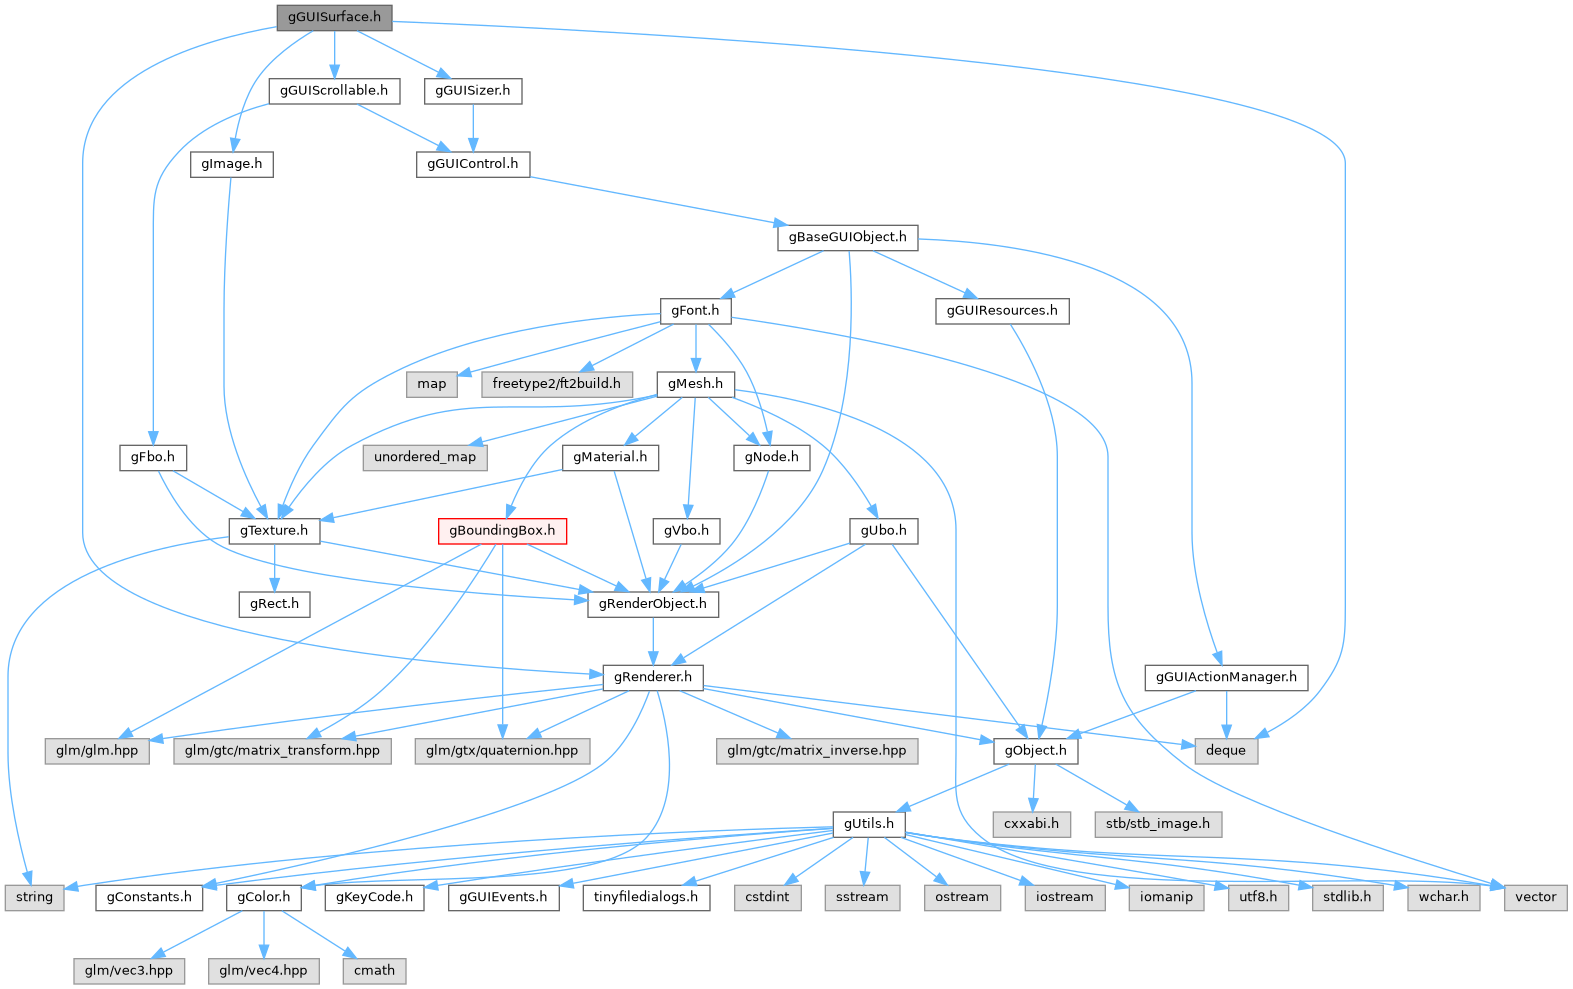 gGUISurface.h
gGUIScrollable.h
gGUISizer.h
gImage.h
gGUIControl.h
gBaseGUIObject.h
gFont.h
gGUIResources.h
map
freetype2/ft2build.h
gMesh.h
gFbo.h
unordered_map
gMaterial.h
gNode.h
gTexture.h
gBoundingBox.h
gVbo.h
gUbo.h
gRect.h
gRenderObject.h
gRenderer.h
gGUIActionManager.h
glm/glm.hpp
glm/gtc/matrix_transform.hpp
glm/gtx/quaternion.hpp
glm/gtc/matrix_inverse.hpp
gObject.h
deque
cxxabi.h
stb/stb_image.h
gUtils.h
string
gConstants.h
gColor.h
gKeyCode.h
gGUIEvents.h
tinyfiledialogs.h
cstdint
sstream
ostream
iostream
iomanip
utf8.h
stdlib.h
wchar.h
vector
glm/vec3.hpp
glm/vec4.hpp
cmath